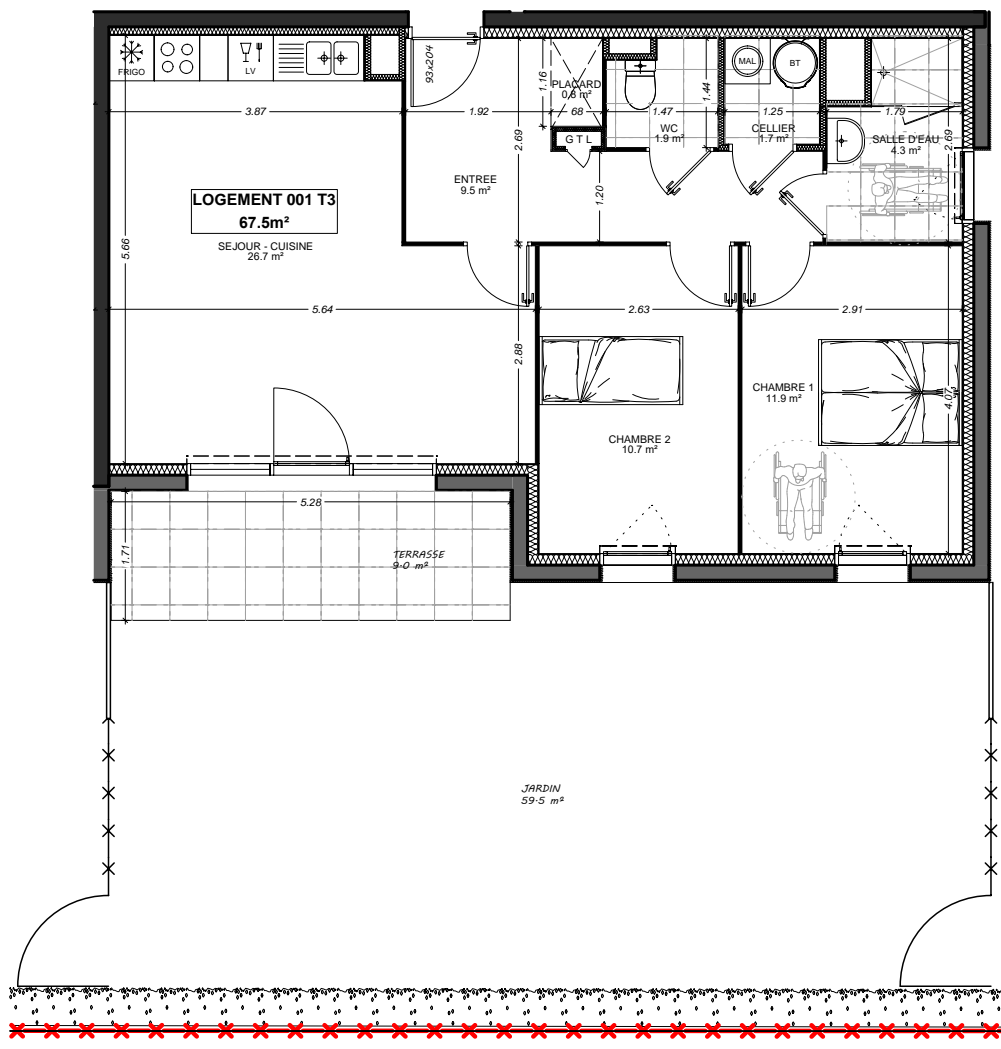 FRIGO
LV
93x204
1.16
PLACARD
0.8 m²
68
G T L
1.47
1.44
WC
1.9 m²
MAL
BT
1.25
CELLIER
1.7 m²
1.79
SALLE D'EAU
4.3 m²
2.69
3.87
1.92
2.69
ENTREE
9.5 m²
1.20
LOGEMENT 001 T3
67.5m²
SEJOUR - CUISINE
26.7 m²
5.66
5.64
2.63
2.91
2.88
CHAMBRE 1
11.9 m²
4.07
CHAMBRE 2
10.7 m²
5.28
1.71
TERRASSE
9.0 m²
JARDIN
59.5 m²